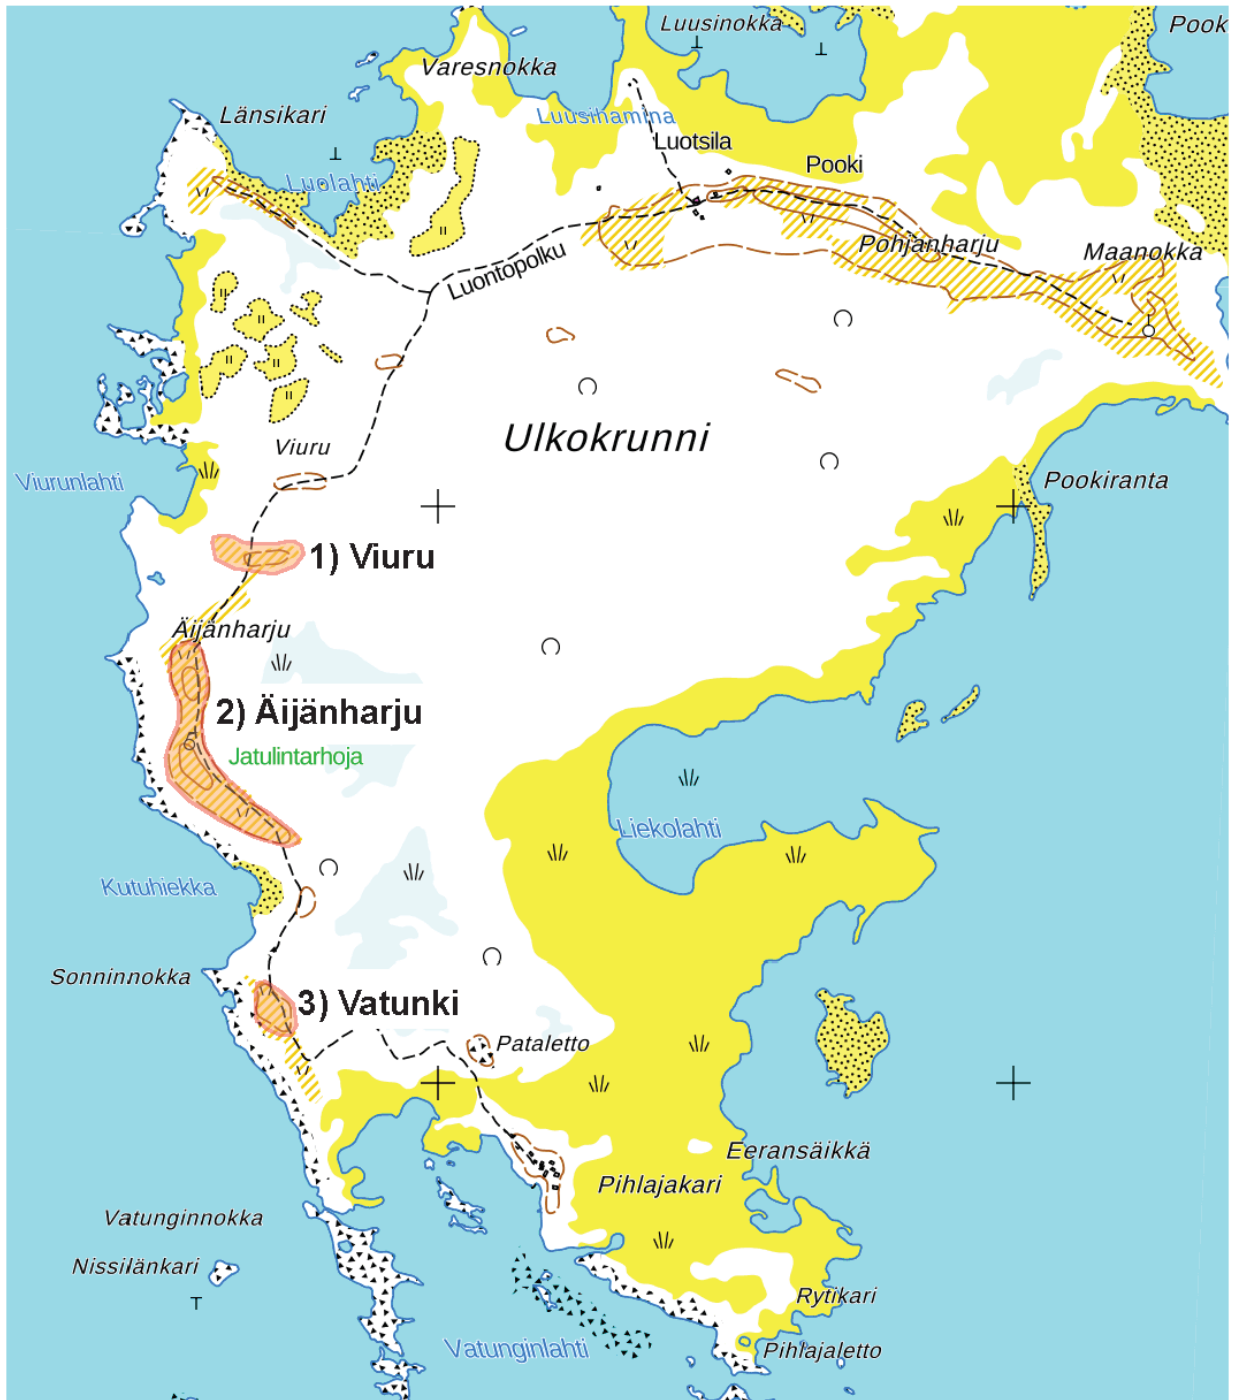 Luusinokka
Pook
Varesnokka
Länsikari
Luusihamina
Luotsila
Pooki
Luolahti
Pohjanharju
Maanokka
Luontopolku
Ulkokrunni
Viuru
Viurunlahti
Pookiranta
1) Viuru
Äijänharju
2) Äijänharju
Jatulintarhoja
Liekolahti
Kutuhiekka
Sonninnokka
3) Vatunki
Pataletto
Eeransäikkä
Pihlajakari
Vatunginnokka
Nissilänkari
Rytikari
Vatunginlahti
Pihlajaletto